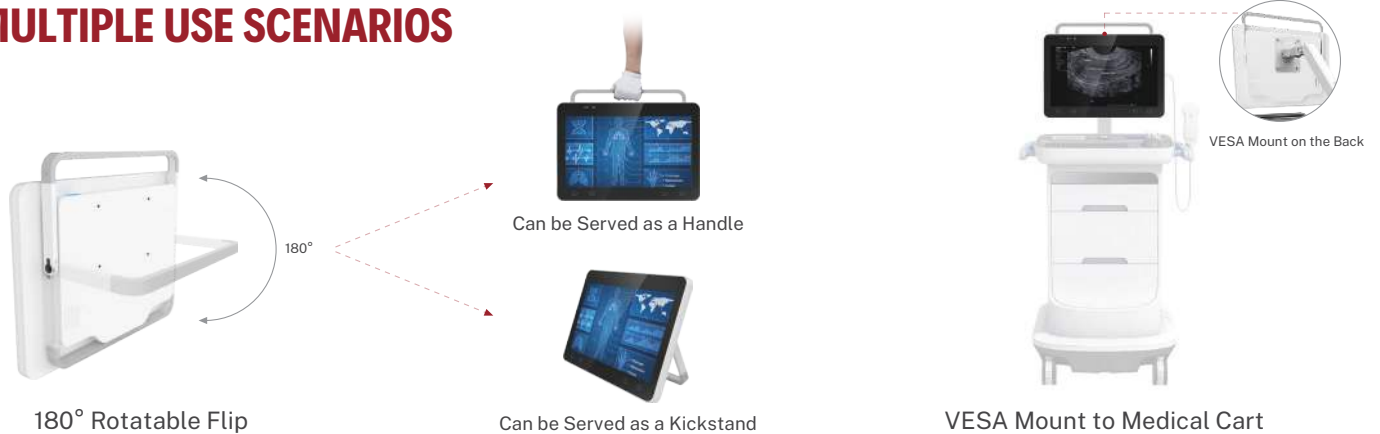 MULTIPLE USE SCENARIOS
VESA Mount on the Back
Can be Served as a Handle
180°
180° Rotatable Flip
Can be Served as a Kickstand
VESA Mount to Medical Cart